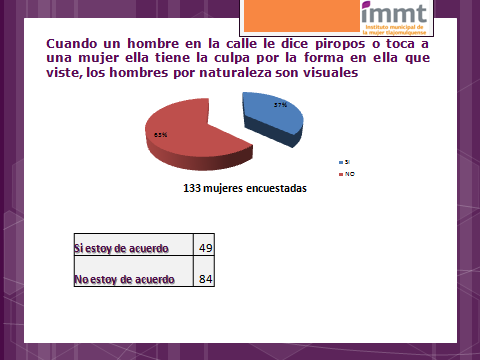 immt
Instituto municipal de
la mujer tlajomulquense
Cuando un hombre en la calle le dice piropos o toca a
una mujer ella tiene la culpa por la forma en ella que
viste, los hombres por naturaleza son visuales
37%
63%
SI
NO
133 mujeres encuestadas
Si estoy de acuerdo 49
No estoy de acuerdo 84